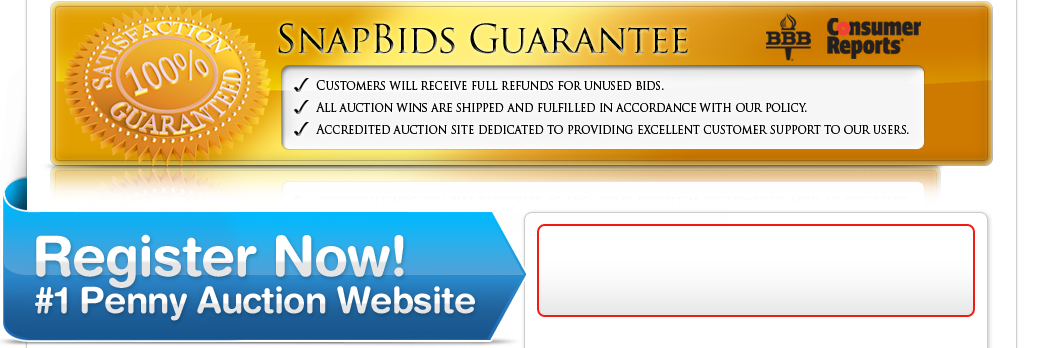 SATISFACTION
100%
GUARANTEED
SNAPBIDS GUARANTEE
BBB
Consumer
Reports
✓ CUSTOMERS WILL RECEIVE FULL REFUNDS FOR UNUSED BIDS.
✓ ALL AUCTION WINS ARE SHIPPED AND FULFILLED IN ACCORDANCE WITH OUR POLICY.
✓ ACCREDITED AUCTION SITE DEDICATED TO PROVIDING EXCELLENT CUSTOMER SUPPORT TO OUR USERS.
Register Now!
#1 Penny Auction Website